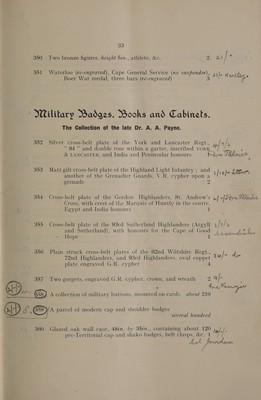 33
350 Two bronze figures, height 8in., athlete, &c. 2
351 Waterloo (re-engraved), Cape General Service (no suspender),
Boer War medal, three bars (re-engraved) 3
Military Badges, Books and Cabinets.
The Collection of the late Dr. A. A. Payne.
352 Silver cross-belt plate of the York and Lancaster Regt.,
" 84 " and double rose within a garter, inscribed YORK
& LANCASTER, and India and Peninsular honours
353 Matt gilt cross-belt plate of the Highland Light Infantry; and
another of the Grenadier Guards, V.R. cypher upon a
grenade 2
354 Cross-belt plate of the Gordon Highlanders, St. Andrew's
Cross, with crest of the Marquis of Huntly in the centre,
Egypt and India honours
355 Cross-belt plate of the 93rd Sutherland Highlanders (Argyll
and Sutherland), with honours for the Cape of Good
Hope
356 Plain struck cross-belt plates of the 62nd Wiltshire Regt.,
72nd Highlanders, and 93rd Highlanders, oval copper
plate engraved G.R. cypher 4
357 Two gorgets, engraved G.R. cypher, crown, and wreath 2
358 A collection of military buttons, mounted on cards about 210
359 A parcel of modern cap and shoulder badges
several hundred
360 Glazed oak wall case, 48in. by 36in., containing about 120
pre-Territorial cap and shako badges, belt clasps, &c. 1